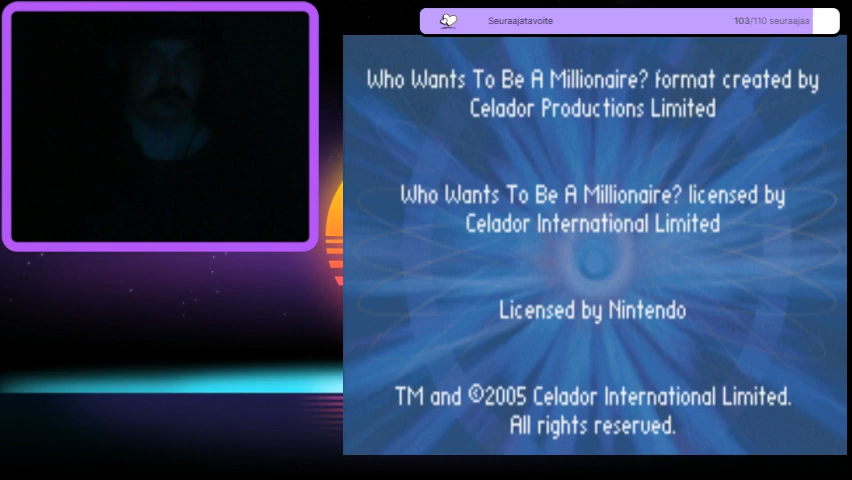 Seuraajatavoite 103/110 seuraajaa
Who Wants To Be A Millionaire? format created by
Celador Productions Limited
Who Wants To Be A Millionaire? licensed by
Celador International Limited
Licensed by Nintendo
TM and ©2005 Celador International Limited.
All rights reserved.